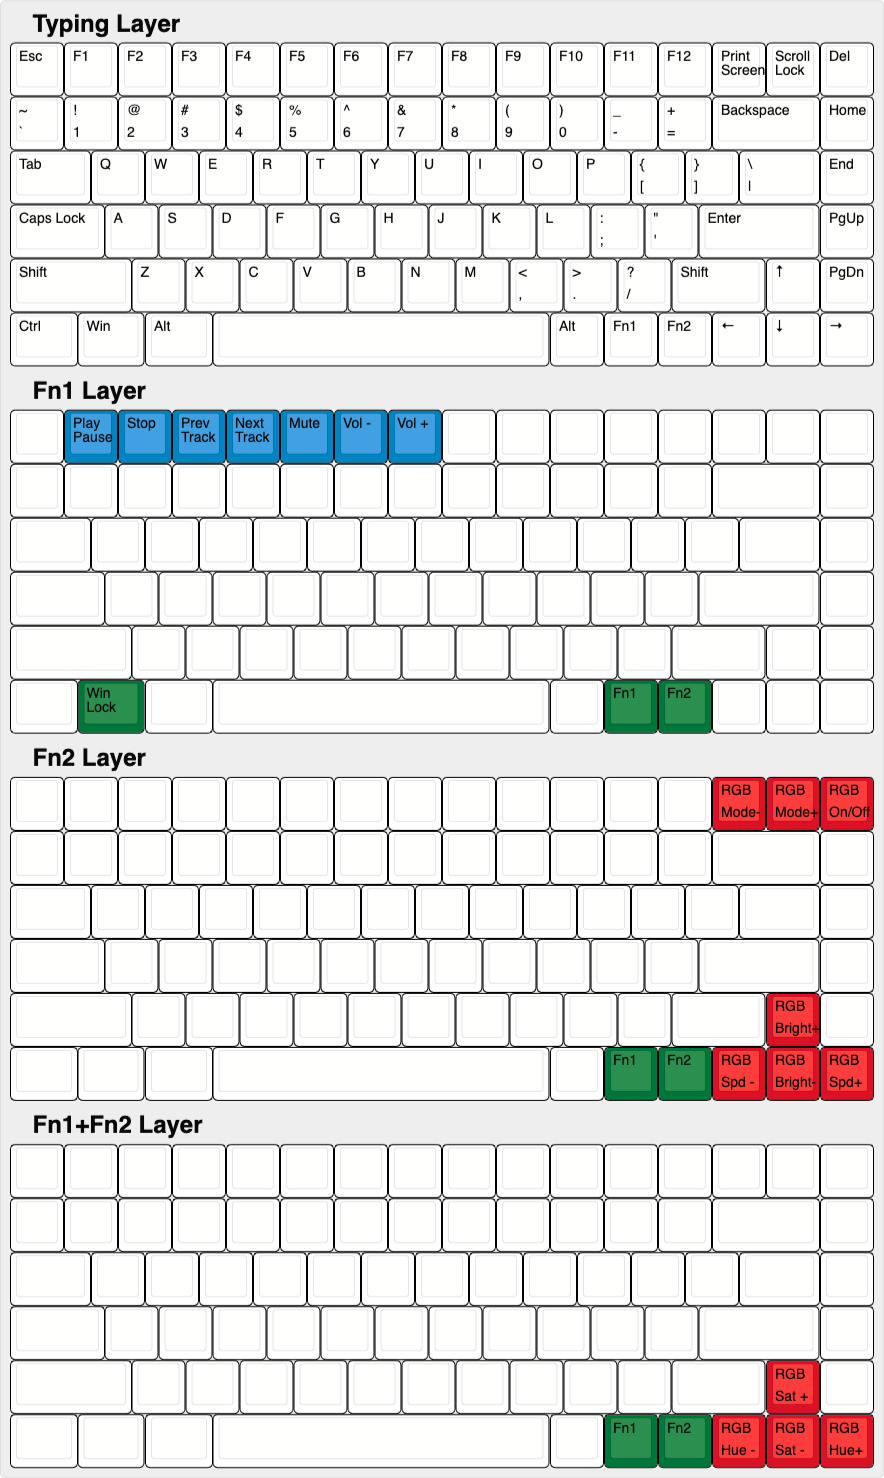 Typing Layer
Esc F1 F2 F3 F4 F5 F6 F7 F8 F9 F10 F11 F12 Print Scroll Del
Screen Lock
~ ! @ # $ % ^ & * ( ) _ + Backspace Home
` 1 2 3 4 5 6 7 8 9 0 - =
Tab Q W E R T Y U I O P { } \ End
[ ] |
Caps Lock A S D F G H J K L : " Enter PgUp
; '
Shift Z X C V B N M < > ? Shift ↑ PgDn
, . /
Ctrl Win Alt Alt Fn1 Fn2 ← ↓ →
Fn1 Layer
Play Stop Prev Next Mute Vol - Vol +
Pause Track Track
Win Fn1 Fn2
Lock
Fn2 Layer
RGB RGB RGB
Mode- Mode+ On/Off
RGB
Bright+
Fn1 Fn2 RGB RGB RGB
Spd - Bright- Spd+
Fn1+Fn2 Layer
RGB
Sat +
Fn1 Fn2 RGB RGB RGB
Hue - Sat - Hue+